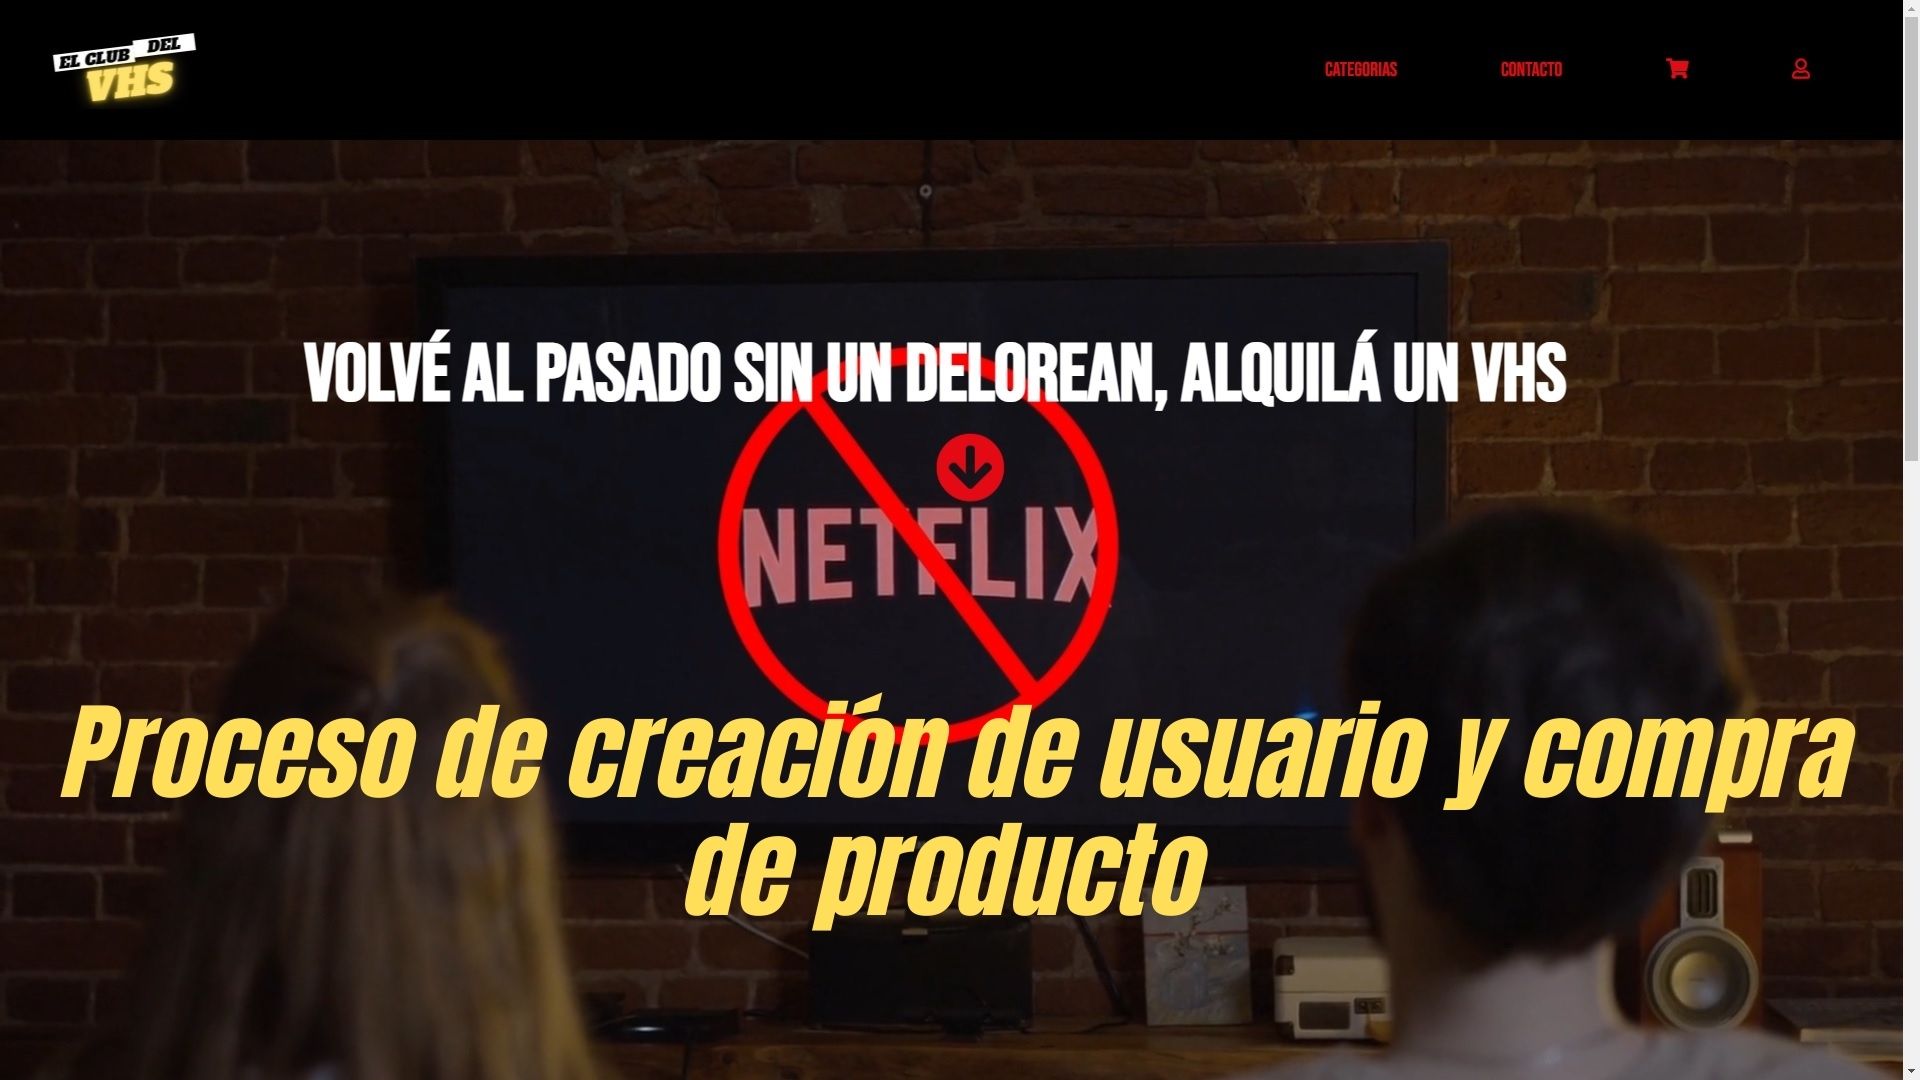 EL CLUB DEL
VHS
CATEGORIAS
CONTACTO
VOLVÉ AL PASADO SIN UN DELOREAN, ALQUILÁ UN VHS
NETFLIX
Proceso de creación de usuario y compra
de producto